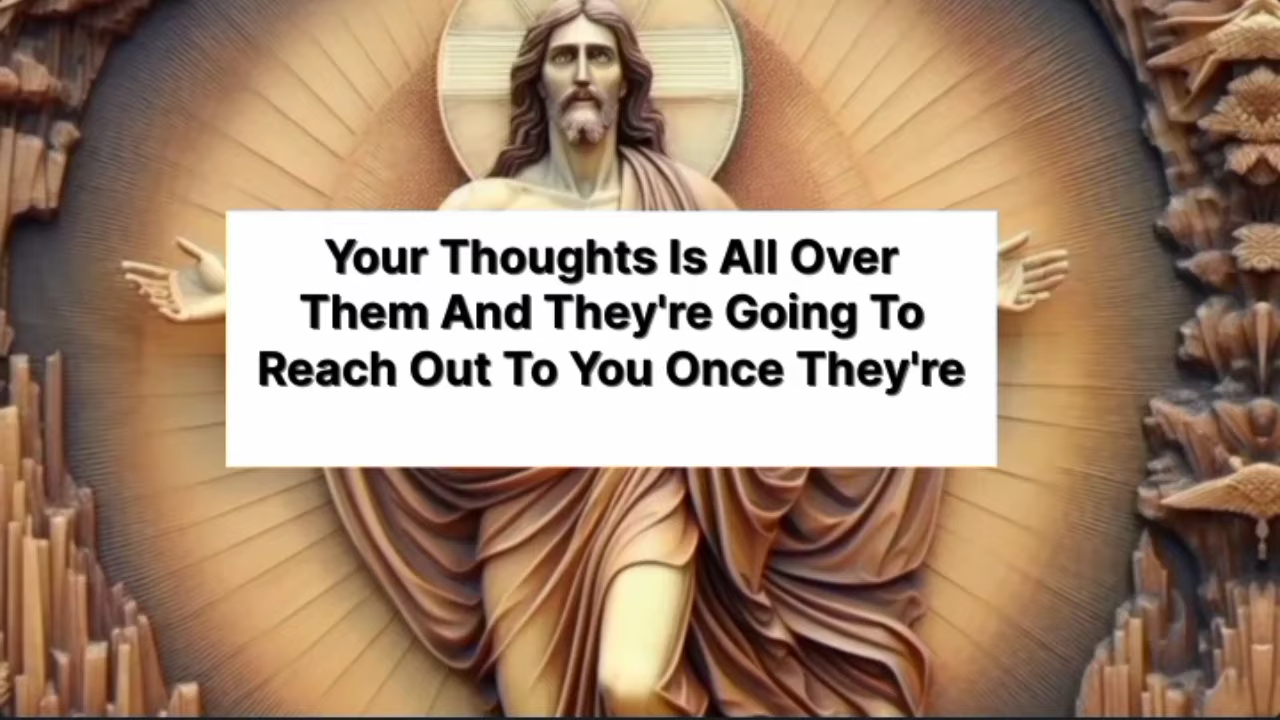 Your Thoughts Is All Over
Them And They're Going To
Reach Out To You Once They're